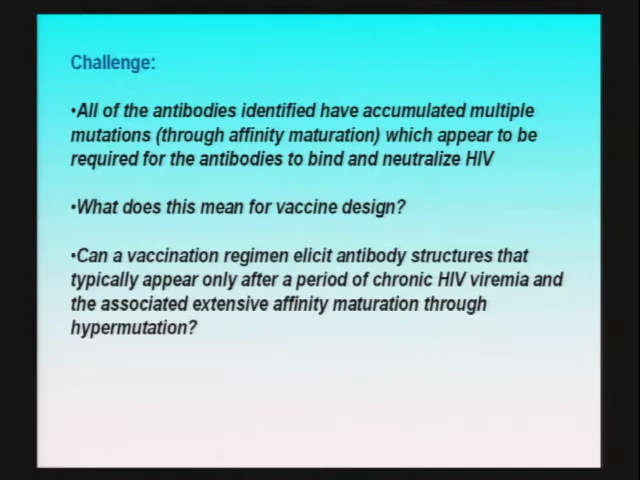 Challenge:
•All of the antibodies identified have accumulated multiple
mutations (through affinity maturation) which appear to be
required for the antibodies to bind and neutralize HIV
•What does this mean for vaccine design?
•Can a vaccination regimen elicit antibody structures that
typically appear only after a period of chronic HIV viremia and
the associated extensive affinity maturation through
hypermutation?